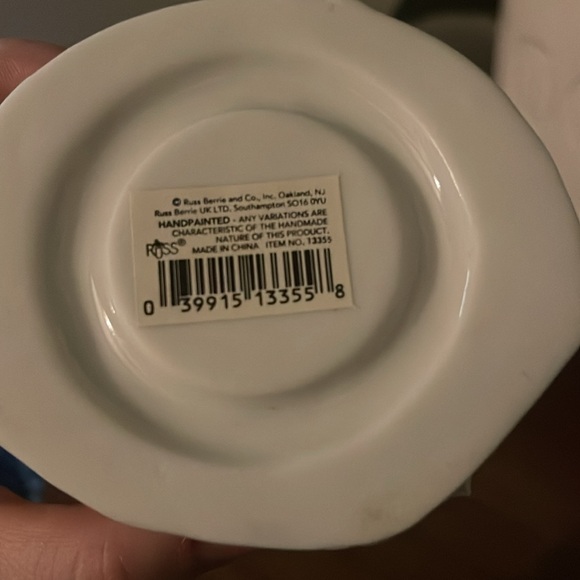 © Russ Berrie and Co., Inc. Oakland, NJ
Russ Berrie UK LTD. Southampton SO16 0YU
HANDPAINTED - ANY VARIATIONS ARE
CHARACTERISTIC OF THE HANDMADE
NATURE OF THIS PRODUCT.
RUSS® MADE IN CHINA ITEM NO. 13355
0 39915 13355 8